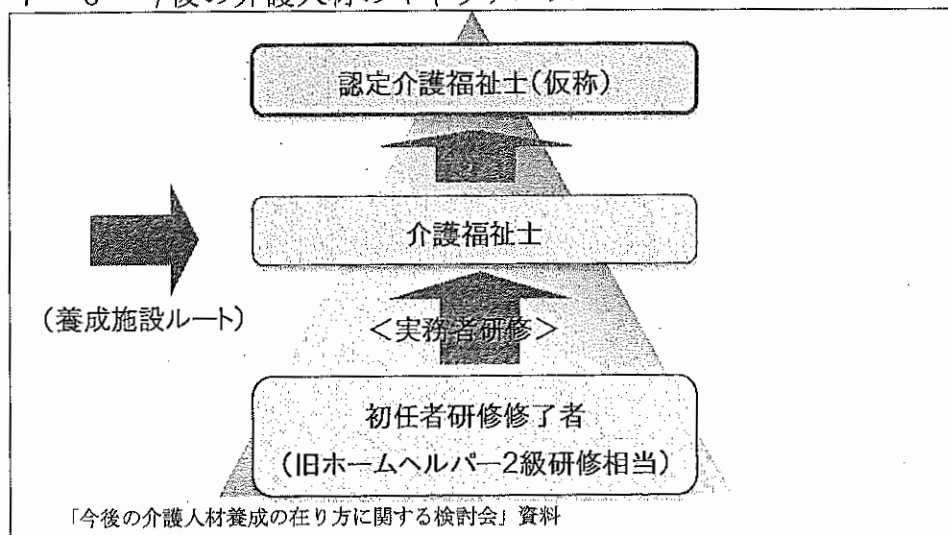 認定介護福祉士(仮称)
介護福祉士
(養成施設ルート)
＜実務者研修＞
初任者研修修了者
(旧ホームヘルパー2級研修相当)
「今後の介護人材養成の在り方に関する検討会」資料